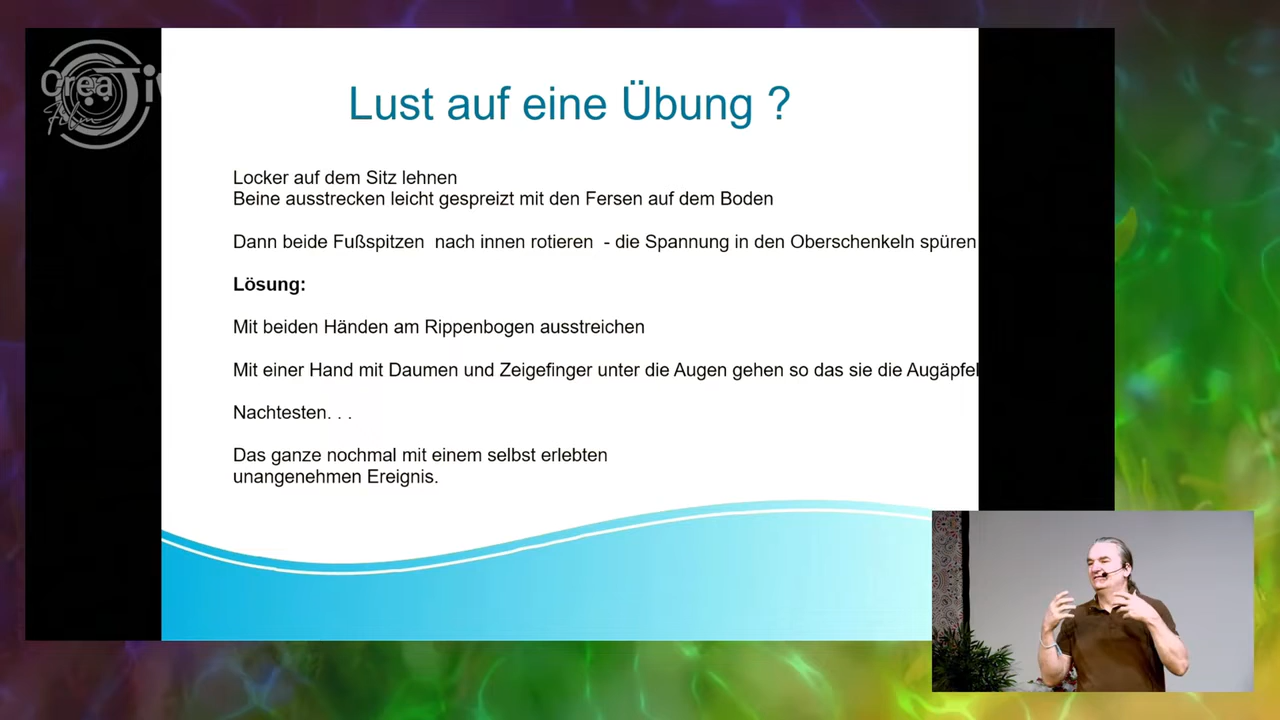 Crea
Film
Lust auf eine Übung ?
Locker auf dem Sitz lehnen
Beine ausstrecken leicht gespreizt mit den Fersen auf dem Boden
Dann beide Fußspitzen nach innen rotieren - die Spannung in den Oberschenkeln spüren
Lösung:
Mit beiden Händen am Rippenbogen ausstreichen
Mit einer Hand mit Daumen und Zeigefinger unter die Augen gehen so das sie die Augäpfel
Nachtesten. . .
Das ganze nochmal mit einem selbst erlebten
unangenehmen Ereignis.